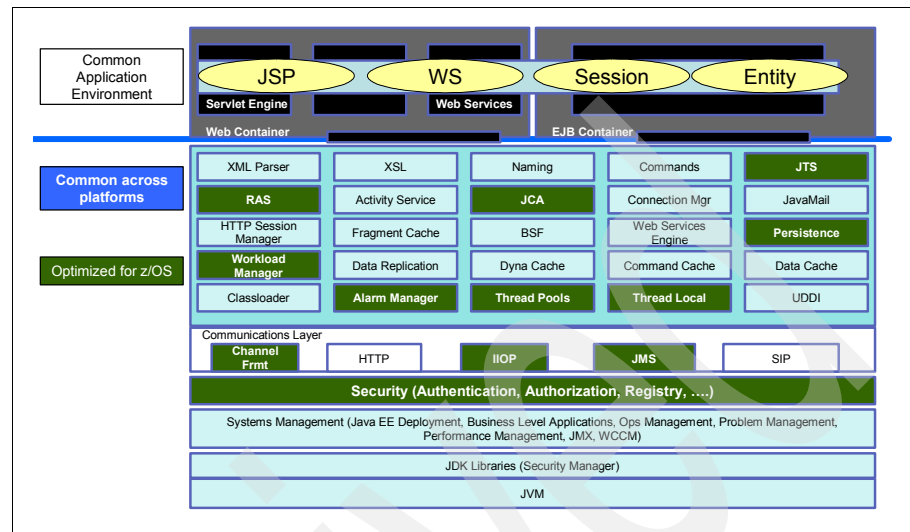 Common
Application
Environment
JSP
WS
Session
Entity
Servlet Engine
Web Services
Web Container
EJB Container
Common across
platforms
Optimized for z/OS
XML Parser
XSL
Naming
Commands
JTS
RAS
Activity Service
JCA
Connection Mgr
JavaMail
HTTP Session
Manager
Fragment Cache
BSF
Web Services
Engine
Persistence
Workload
Manager
Data Replication
Dyna Cache
Command Cache
Data Cache
Classloader
Alarm Manager
Thread Pools
Thread Local
UDDI
Communications Layer
Channel
Frmt
HTTP
IIOP
JMS
SIP
Security (Authentication, Authorization, Registry, ….)
Systems Management (Java EE Deployment, Business Level Applications, Ops Management, Problem Management,
Performance Management, JMX, WCCM)
JDK Libraries (Security Manager)
JVM